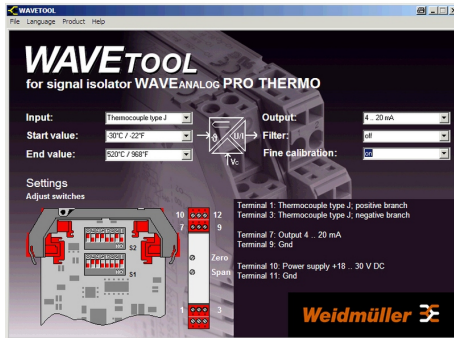 WAVETOOL
File Language Product Help
WAVETOOL
for signal isolator WAVEANALOG PRO THERMO
Input: Thermocouple type J Output: 4 .. 20 mA
Start value: -30°C / -22°F Filter: off
End value: 520°C / 968°F Fine calibration: on
U/I
Vc
Settings
Adjust switches
10 12
7 9
Zero
Span
1 3
S2
S1
Terminal 1: Thermocouple type J; positive branch
Terminal 3: Thermocouple type J; negative branch
Terminal 7: Output 4 .. 20 mA
Terminal 9: Gnd
Terminal 10: Power supply +18 .. 30 V DC
Terminal 11: Gnd
Weidmüller